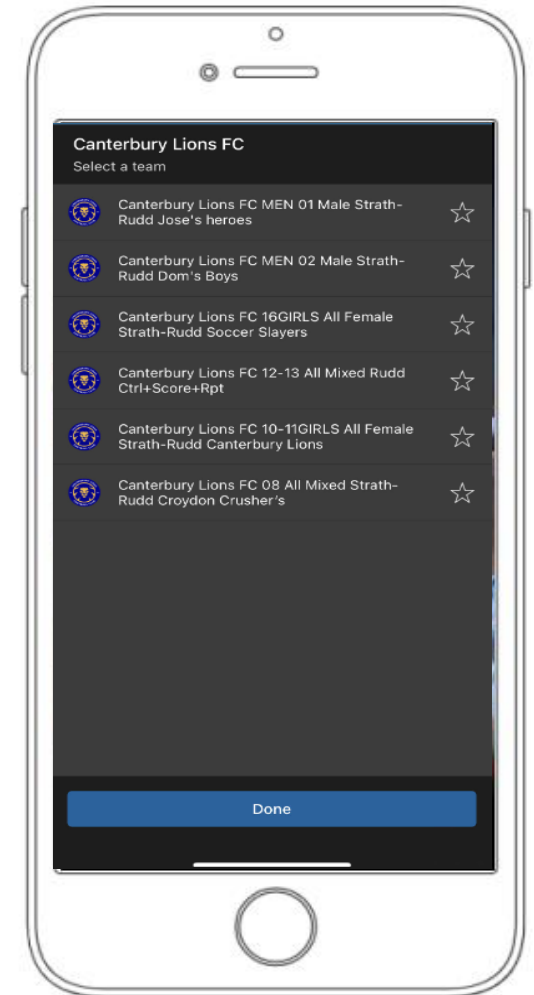 Canterbury Lions FC
Select a team
Canterbury Lions FC MEN 01 Male Strath-
Rudd Jose's heroes
Canterbury Lions FC MEN 02 Male Strath-
Rudd Dom's Boys
Canterbury Lions FC 16GIRLS All Female
Strath-Rudd Soccer Slayers
Canterbury Lions FC 12-13 All Mixed Rudd
Ctrl+Score+Rpt
Canterbury Lions FC 10-11GIRLS All Female
Strath-Rudd Canterbury Lions
Canterbury Lions FC 08 All Mixed Strath-
Rudd Croydon Crusher's
Done